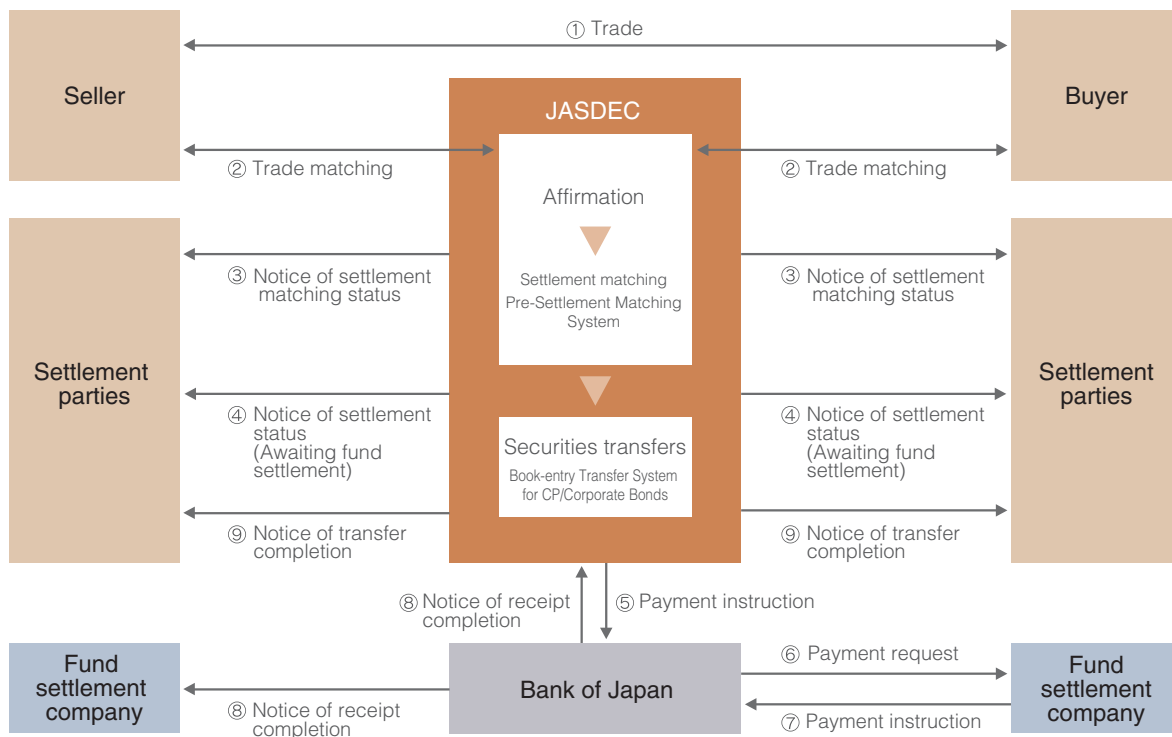 ① Trade
Seller
JASDEC
Buyer
② Trade matching
② Trade matching
Affirmation
③ Notice of settlement
matching status
Settlement matching
Pre-Settlement Matching
System
③ Notice of settlement
matching status
Settlement
parties
Settlement
parties
④ Notice of settlement
status
(Awaiting fund
settlement)
Securities transfers
Book-entry Transfer System
for CP/Corporate Bonds
④ Notice of settlement
status
(Awaiting fund
settlement)
⑨ Notice of transfer
completion
⑨ Notice of transfer
completion
⑧ Notice of receipt
completion
⑤ Payment instruction
Fund
settlement
company
Bank of Japan
⑥ Payment request
Fund
settlement
company
⑧ Notice of receipt
completion
⑦ Payment instruction